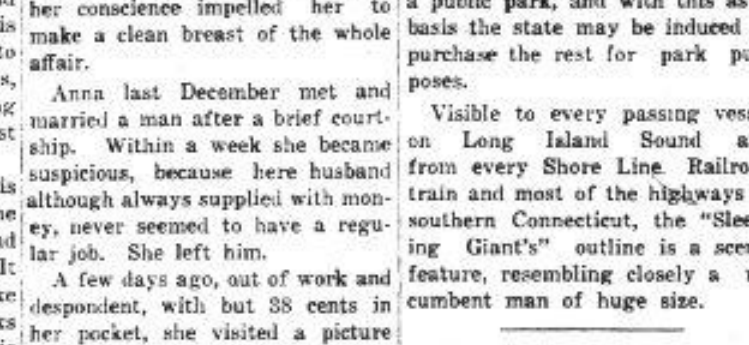 her conscience impelled her to
make a clean breast of the whole
affair.
Anna last December met and
married a man after a brief court-
ship. Within a week she became
suspicious, because here husband
although always supplied with mon-
ey, never seemed to have a regu-
lar job. She left him.
A few days ago, out of work and
despondent, with but 38 cents in
her pocket, she visited a picture
a public park, and with this as
basis the state may be induced
purchase the rest for park pu
poses.
Visible to every passing vess
on Long Island Sound a
from every Shore Line Railro
train and most of the highways
southern Connecticut, the "Slee
ing Giant's" outline is a scen
feature, resembling closely a
cumbent man of huge size.